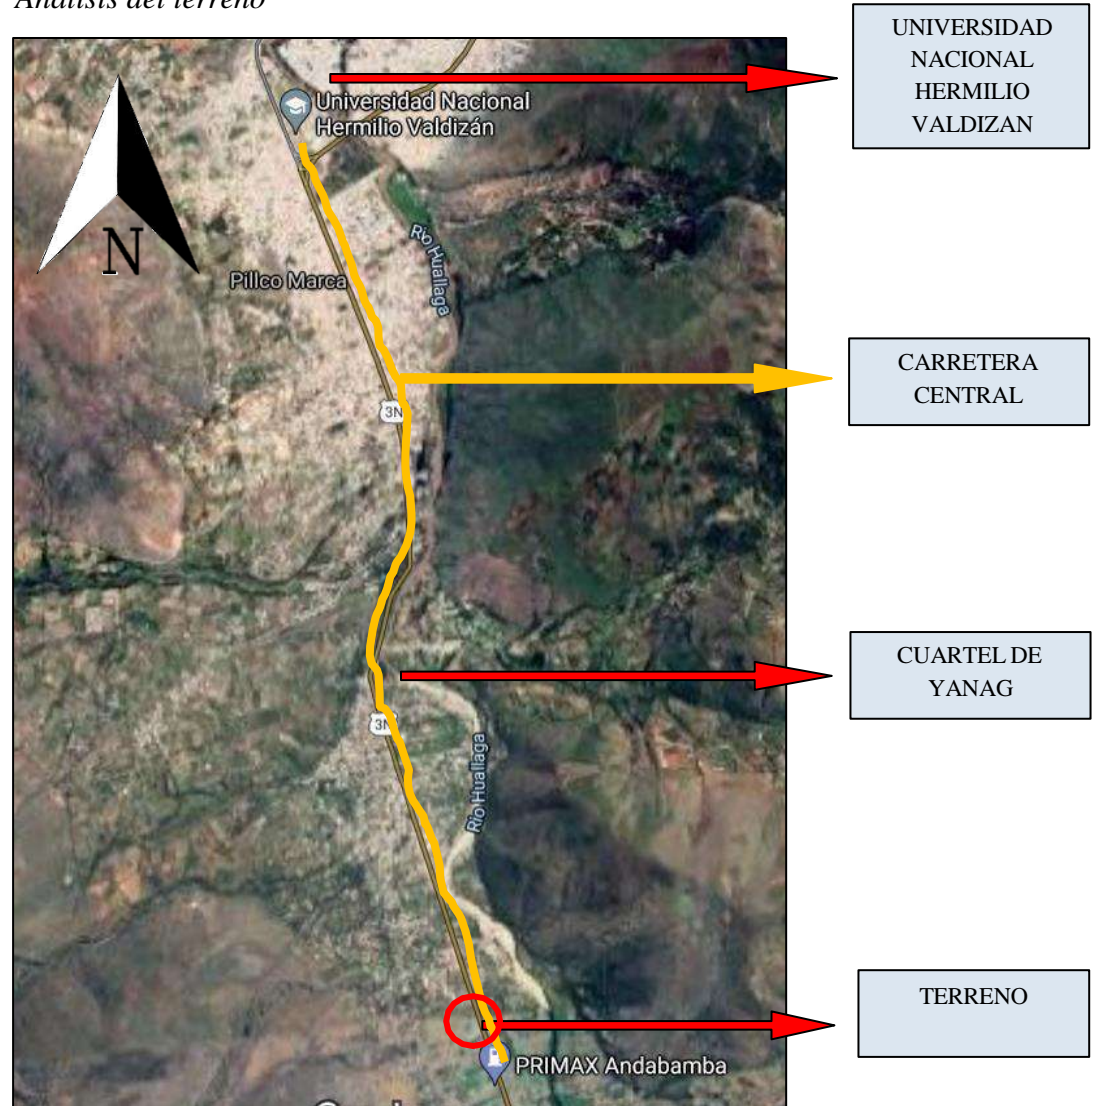 Análisis del terreno
UNIVERSIDAD
NACIONAL
HERMILIO
VALDIZAN
Universidad Nacional
Hermilio Valdizán
N
Río Huallaga
Pillco Marca
CARRETERA
CENTRAL
3N
CUARTEL DE
YANAG
3N
Río Huallaga
TERRENO
PRIMAX Andabamba